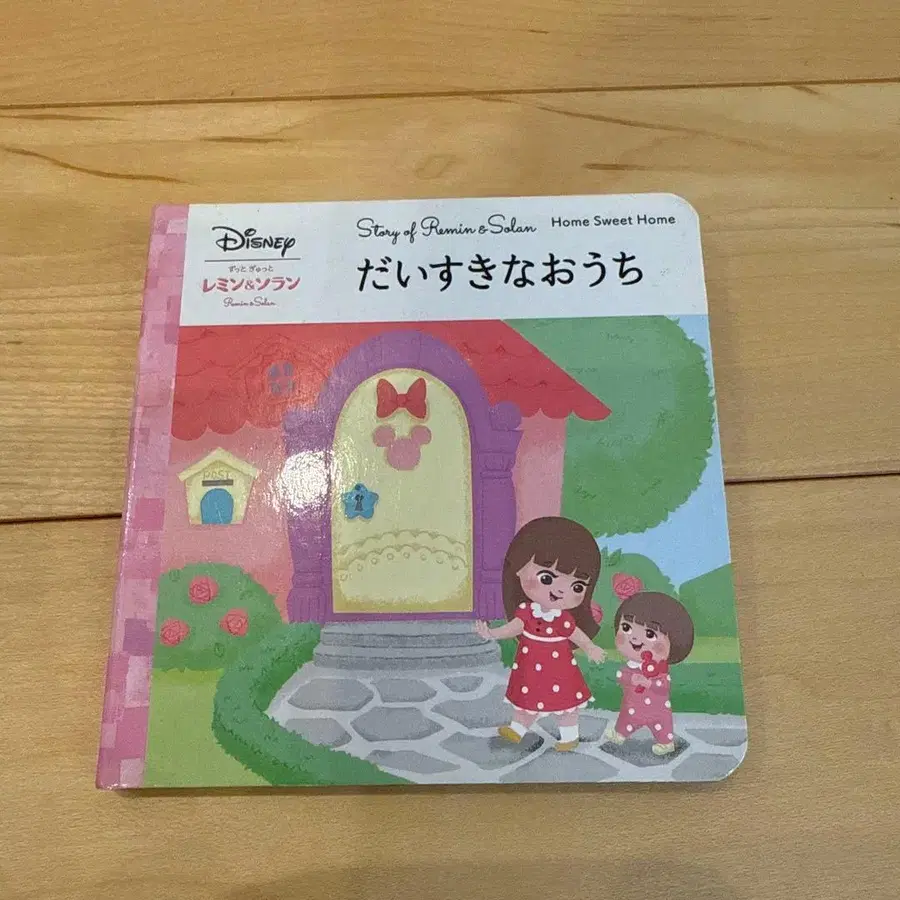 Disney
ずっと ぎゅっと
レミン&ソラン
Remin & Solan
Story of Remin & Solan Home Sweet Home
だいすきなおうち
POST